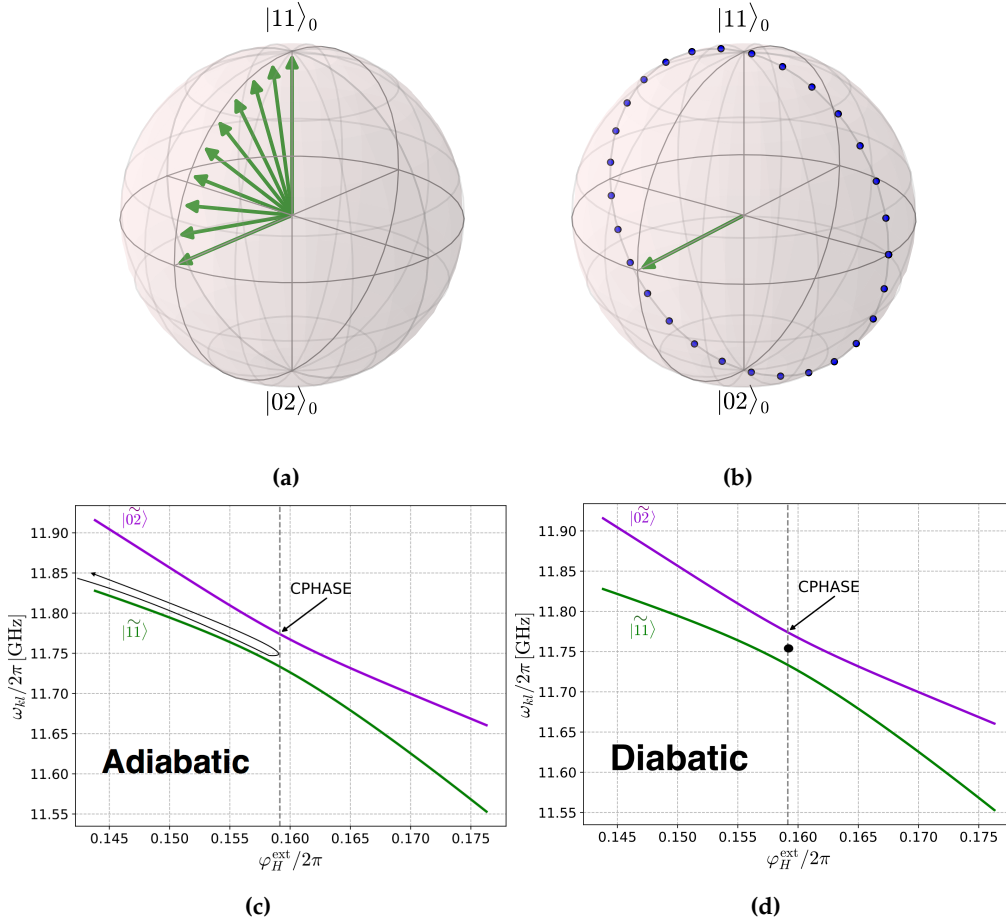 |11⟩₀
|11⟩₀
|02⟩₀
|02⟩₀
(a)
(b)
|02̃⟩
11.90
11.85
CPHASE
11.80
|11̃⟩
11.75
11.70
11.65
Adiabatic
11.60
11.55
ω_kl/2π [GHz]
0.145 0.150 0.155 0.160 0.165 0.170 0.175
φ_H^ext/2π
(c)
|02̃⟩
11.90
11.85
CPHASE
11.80
|11̃⟩
11.75
11.70
11.65
Diabatic
11.60
11.55
ω_kl/2π [GHz]
0.145 0.150 0.155 0.160 0.165 0.170 0.175
φ_H^ext/2π
(d)